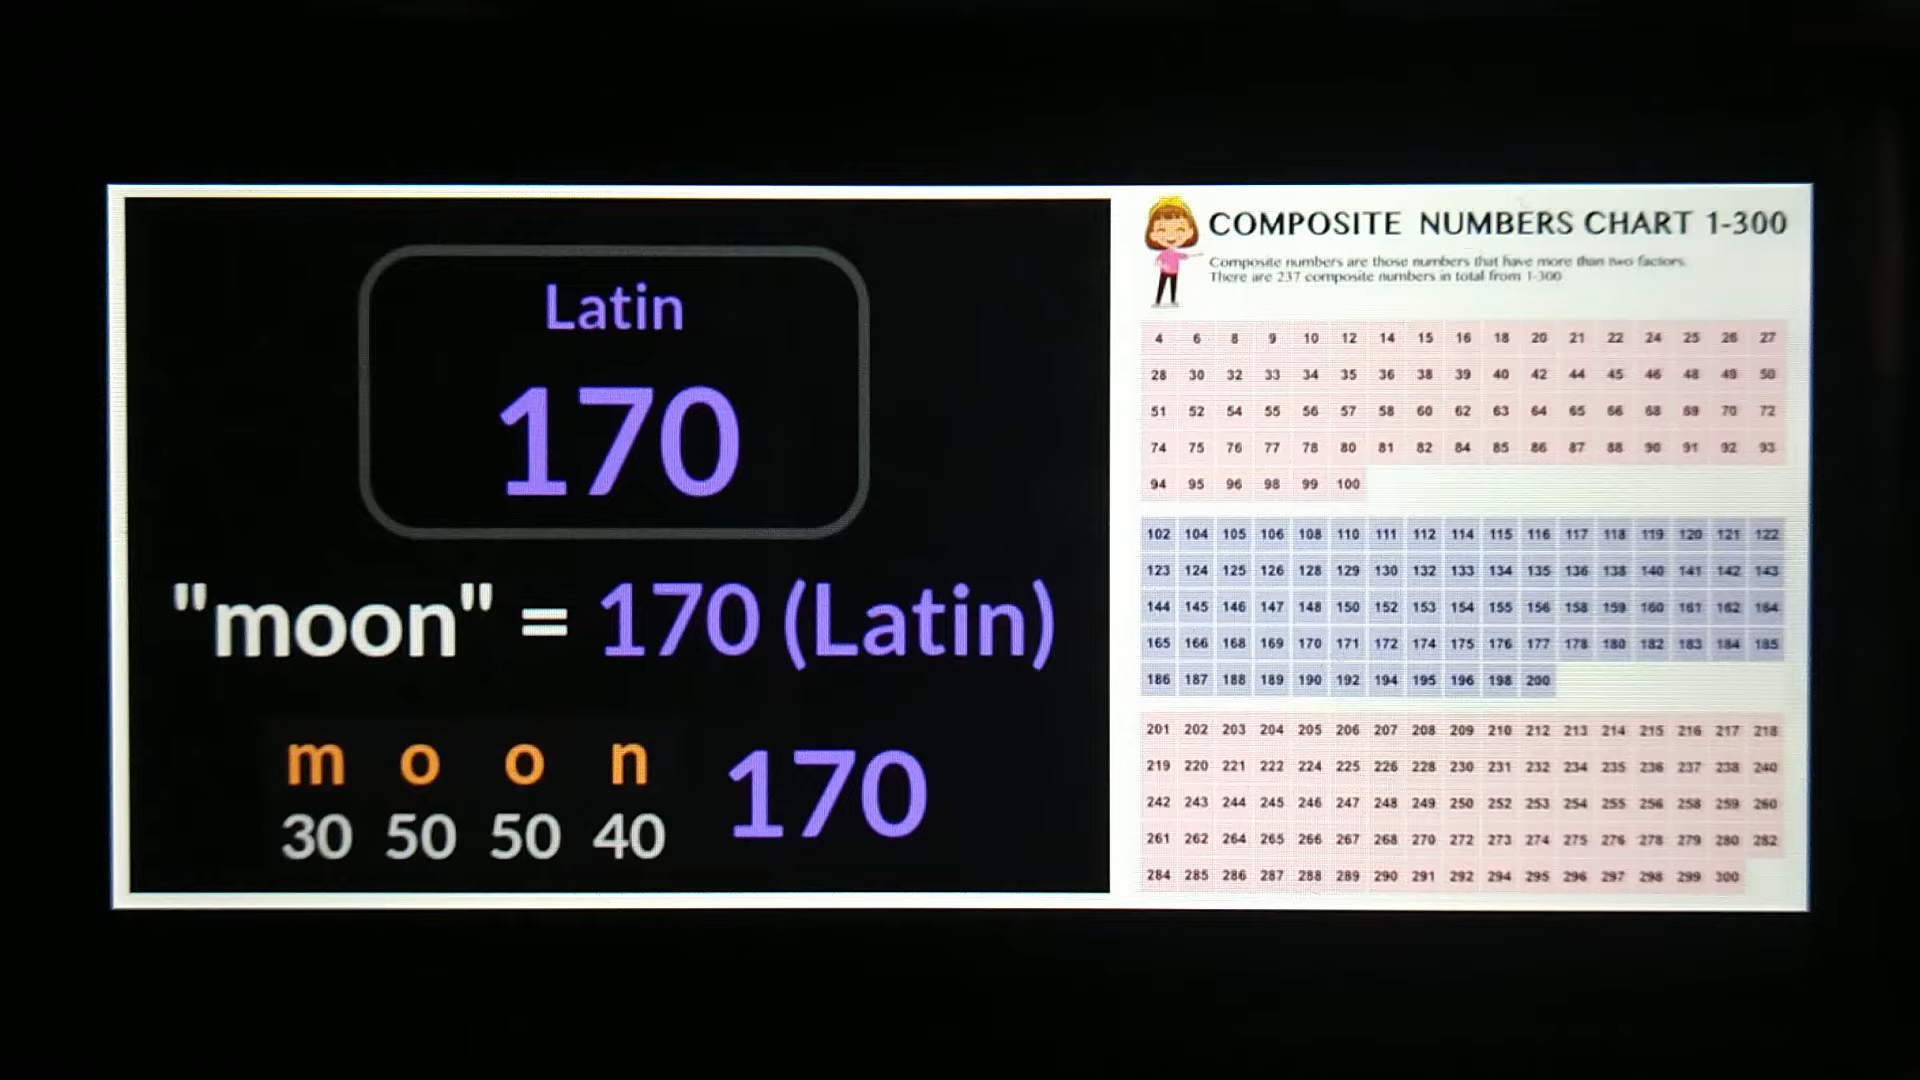 Latin
170
"moon" = 170 (Latin)
m o o n 170
30 50 50 40
COMPOSITE NUMBERS CHART 1-300
Composite numbers are those numbers that have more than two factors.
There are 237 composite numbers in total from 1-300
4 6 8 9 10 12 14 15 16 18 20 21 22 24 25 26 27
28 30 32 33 34 35 36 38 39 40 42 44 45 46 48 49 50
51 52 54 55 56 57 58 60 62 63 64 65 66 68 69 70 72
74 75 76 77 78 80 81 82 84 85 86 87 88 90 91 92 93
94 95 96 98 99 100
102 104 105 106 108 110 111 112 114 115 116 117 118 119 120 121 122
123 124 125 126 128 129 130 132 133 134 135 136 138 140 141 142 143
144 145 146 147 148 150 152 153 154 155 156 158 159 160 161 162 164
165 166 168 169 170 171 172 174 175 176 177 178 180 182 183 184 185
186 187 188 189 190 192 194 195 196 198 200
201 202 203 204 205 206 207 208 209 210 212 213 214 215 216 217 218
219 220 221 222 224 225 226 228 230 231 232 234 235 236 237 238 240
242 243 244 245 246 247 248 249 250 252 253 254 255 256 258 259 260
261 262 264 265 266 267 268 270 272 273 274 275 276 278 279 280 282
284 285 286 287 288 289 290 291 292 294 295 296 297 298 299 300